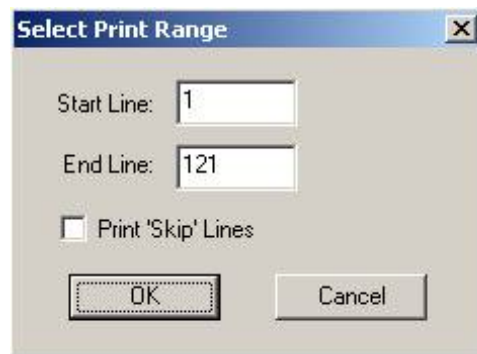 Select Print Range
Start Line: 1
End Line: 121
Print 'Skip' Lines
OK Cancel